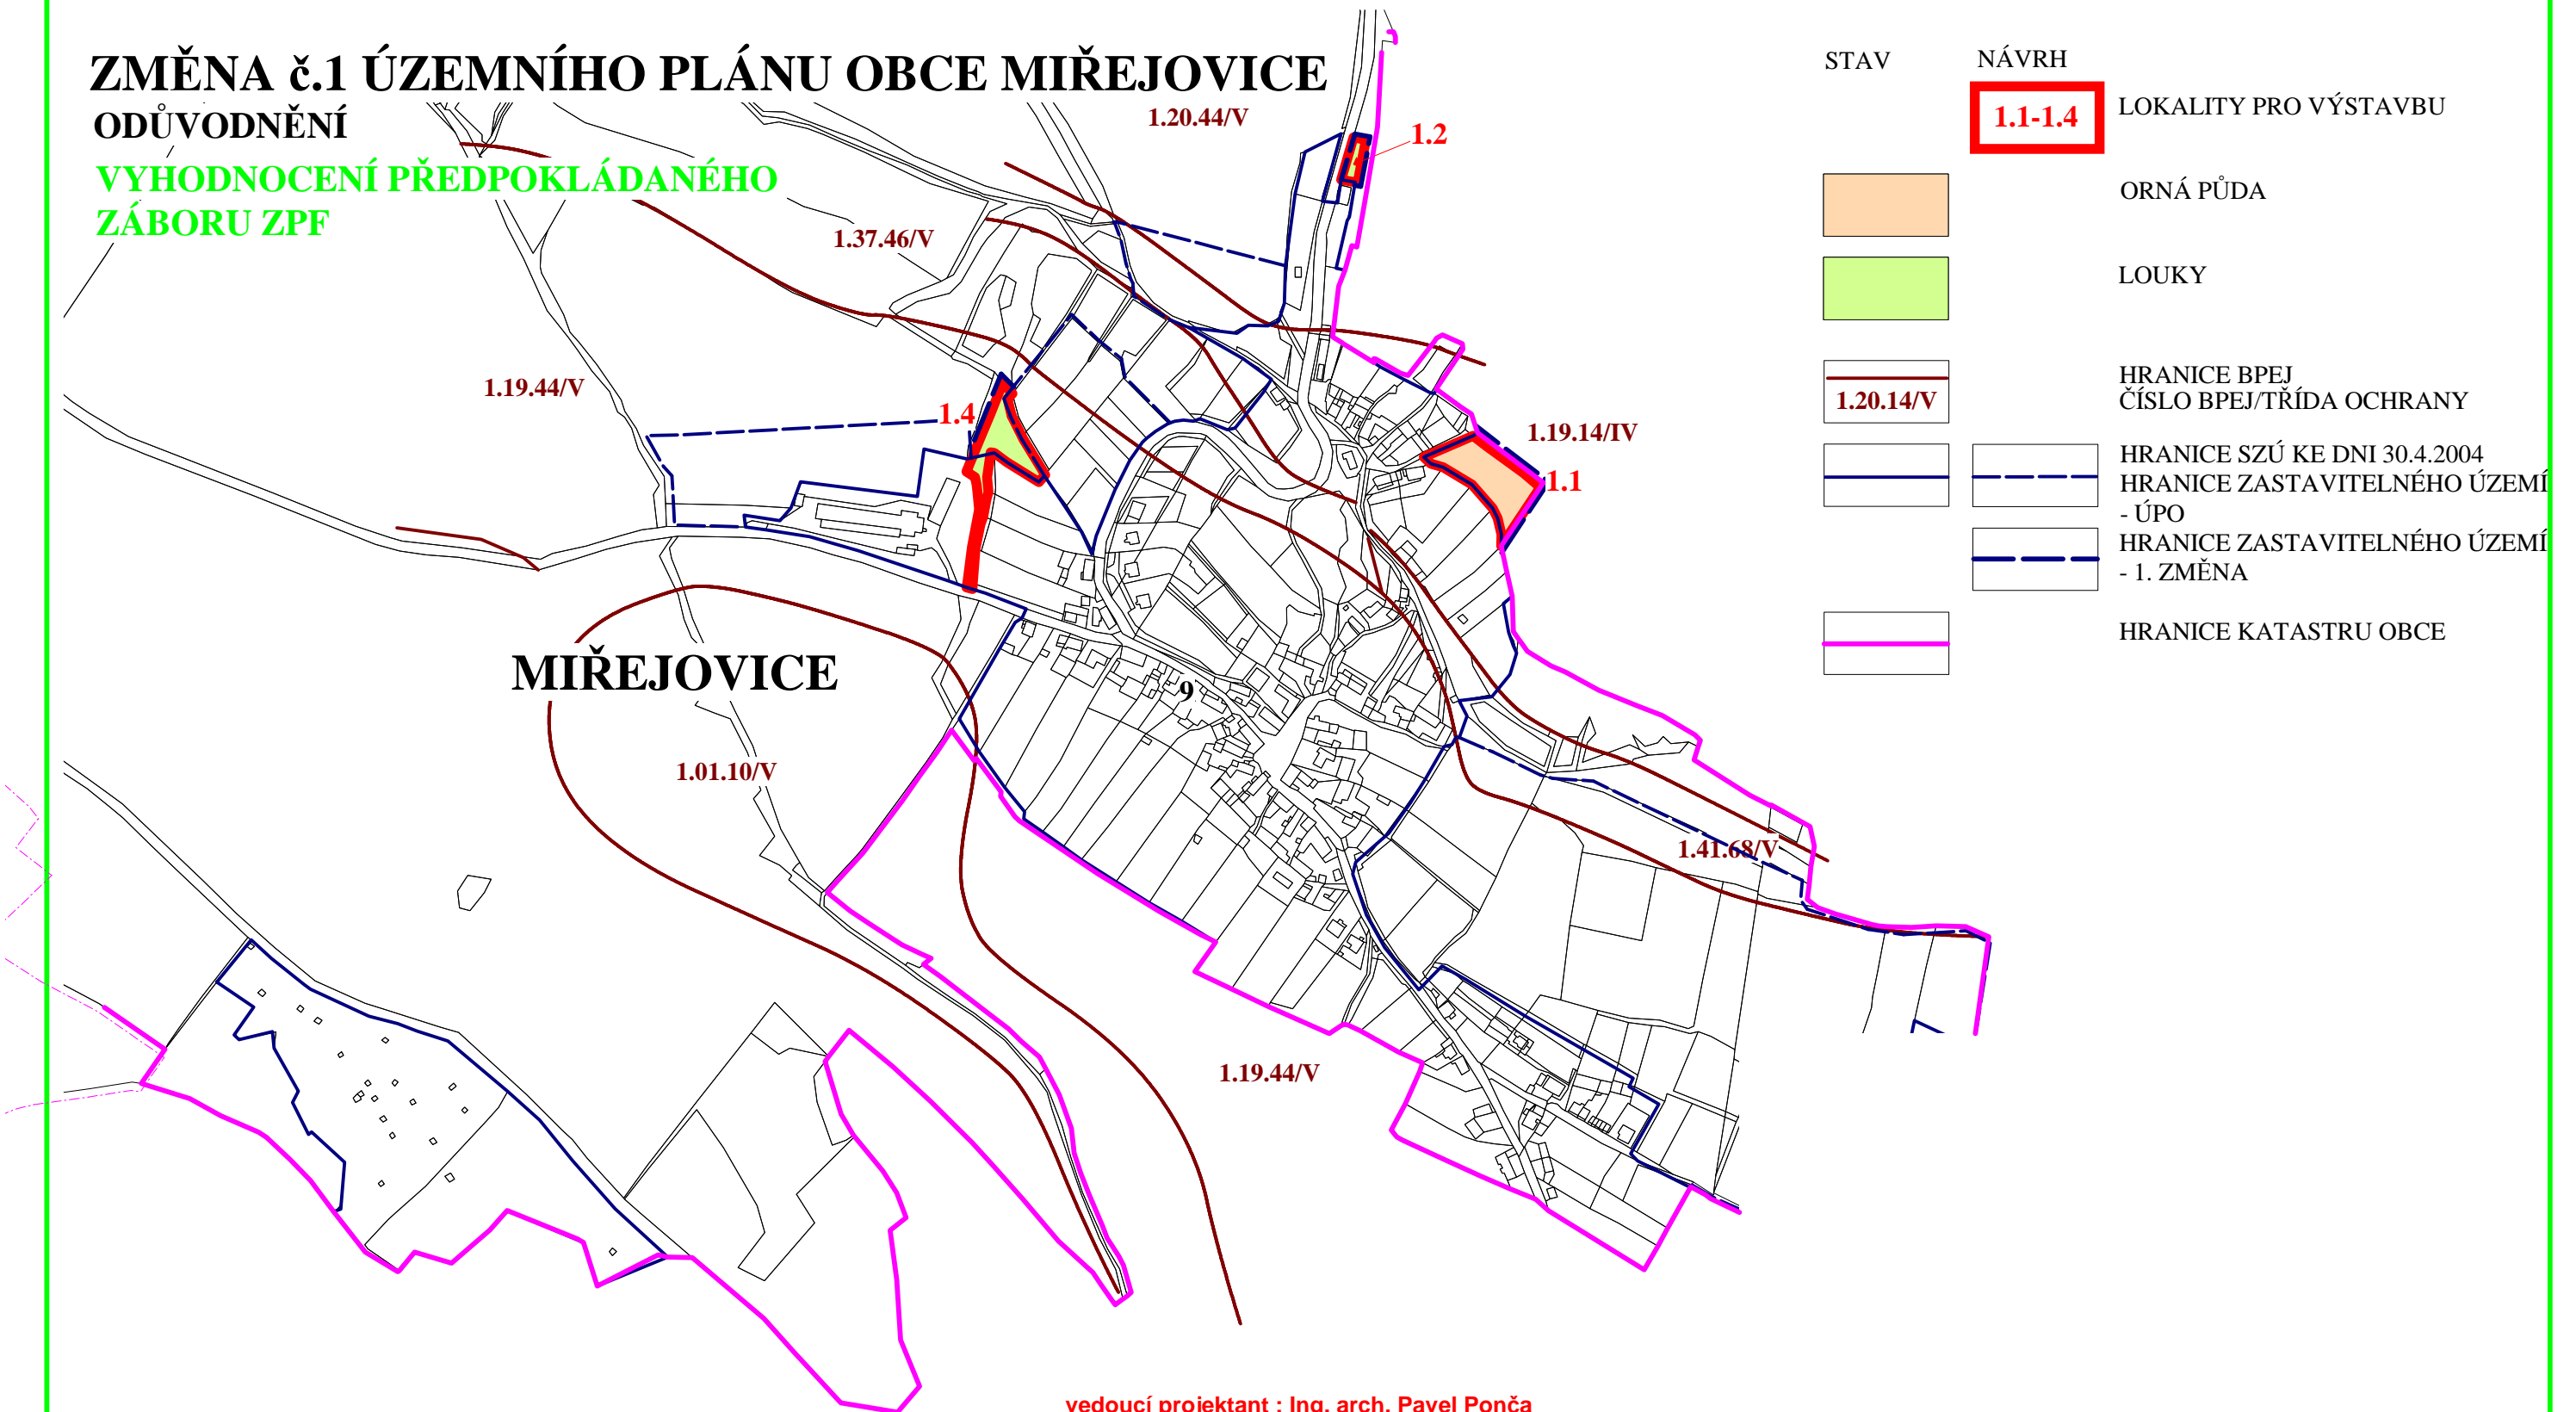 ZMĚNA č.1 ÚZEMNÍHO PLÁNU OBCE MIŘEJOVICE
ODŮVODNĚNÍ
VYHODNOCENÍ PŘEDPOKLÁDANÉHO
ZÁBORU ZPF
STAV
NÁVRH
1.1-1.4
LOKALITY PRO VÝSTAVBU
ORNÁ PŮDA
LOUKY
1.20.14/V
HRANICE BPEJ
ČÍSLO BPEJ/TŘÍDA OCHRANY
HRANICE SZÚ KE DNI 30.4.2004
HRANICE ZASTAVITELNÉHO ÚZEMÍ
- ÚPO
HRANICE ZASTAVITELNÉHO ÚZEMÍ
- 1. ZMĚNA
HRANICE KATASTRU OBCE
1.20.44/V
1.2
1.37.46/V
1.19.44/V
1.4
1.19.14/IV
1.1
MIŘEJOVICE
9
1.01.10/V
1.41.68/V
1.19.44/V
vedoucí projektant : Ing. arch. Pavel Ponča